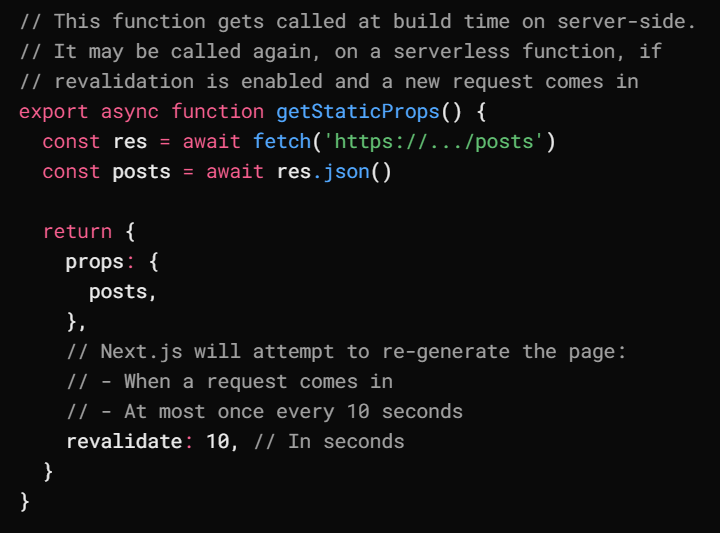 // This function gets called at build time on server-side.
// It may be called again, on a serverless function, if
// revalidation is enabled and a new request comes in
export async function getStaticProps() {
  const res = await fetch('https://.../posts')
  const posts = await res.json()

  return {
    props: {
      posts,
    },
    // Next.js will attempt to re-generate the page:
    // - When a request comes in
    // - At most once every 10 seconds
    revalidate: 10, // In seconds
  }
}